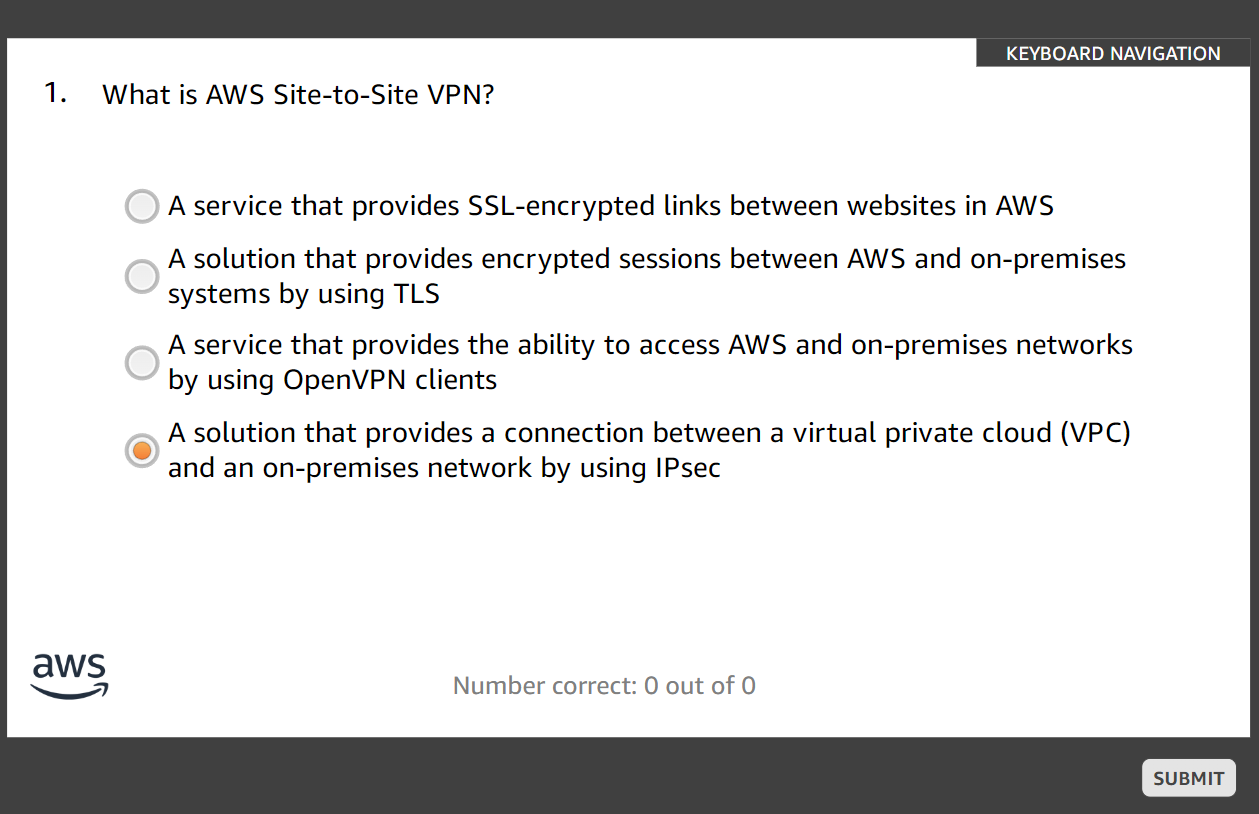 KEYBOARD NAVIGATION
1. What is AWS Site-to-Site VPN?
A service that provides SSL-encrypted links between websites in AWS
A solution that provides encrypted sessions between AWS and on-premises
systems by using TLS
A service that provides the ability to access AWS and on-premises networks
by using OpenVPN clients
A solution that provides a connection between a virtual private cloud (VPC)
and an on-premises network by using IPsec
aws
Number correct: 0 out of 0
SUBMIT